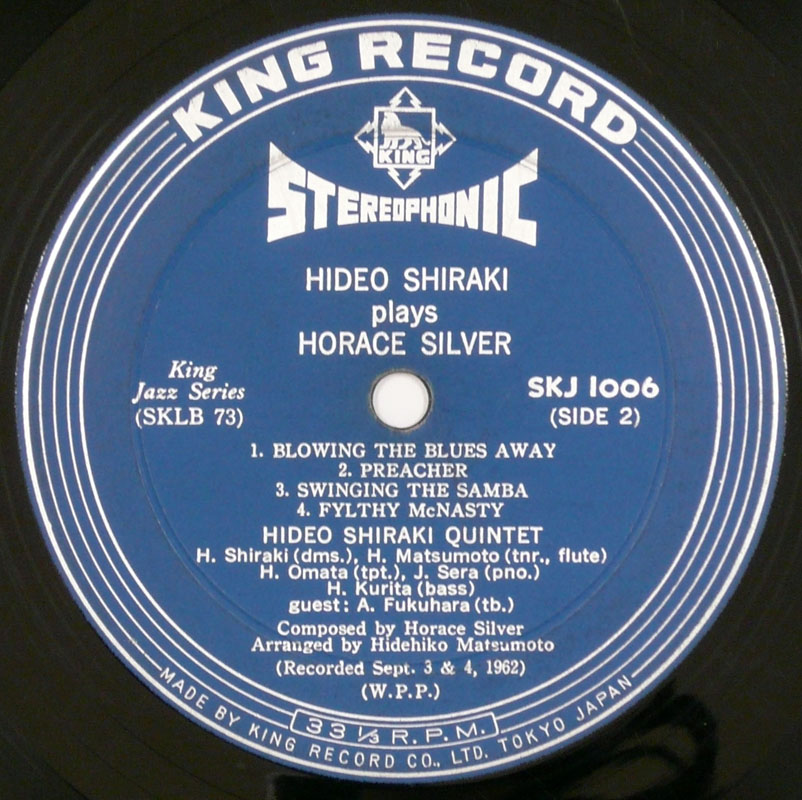 KING RECORD
KING
STEREOPHONIC
HIDEO SHIRAKI
plays
HORACE SILVER
King
Jazz Series
(SKLB 73)
SKJ 1006
(SIDE 2)
1. BLOWING THE BLUES AWAY
2. PREACHER
3. SWINGING THE SAMBA
4. FYLTHY McNASTY
HIDEO SHIRAKI QUINTET
H. Shiraki (dms.), H. Matsumoto (tnr., flute)
H. Omata (tpt.), J. Sera (pno.)
H. Kurita (bass)
guest: A. Fukuhara (tb.)
Composed by Horace Silver
Arranged by Hidehiko Matsumoto
(Recorded Sept. 3 & 4, 1962)
(W.P.P.)
33 1/3 R.P.M.
MADE BY KING RECORD CO., LTD. TOKYO JAPAN